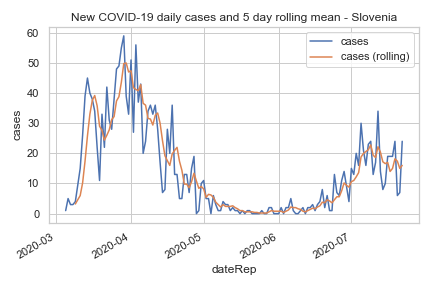 New COVID-19 daily cases and 5 day rolling mean - Slovenia
cases
cases (rolling)
60
50
40
30
20
10
0
cases
2020-03
2020-04
2020-05
2020-06
2020-07
dateRep